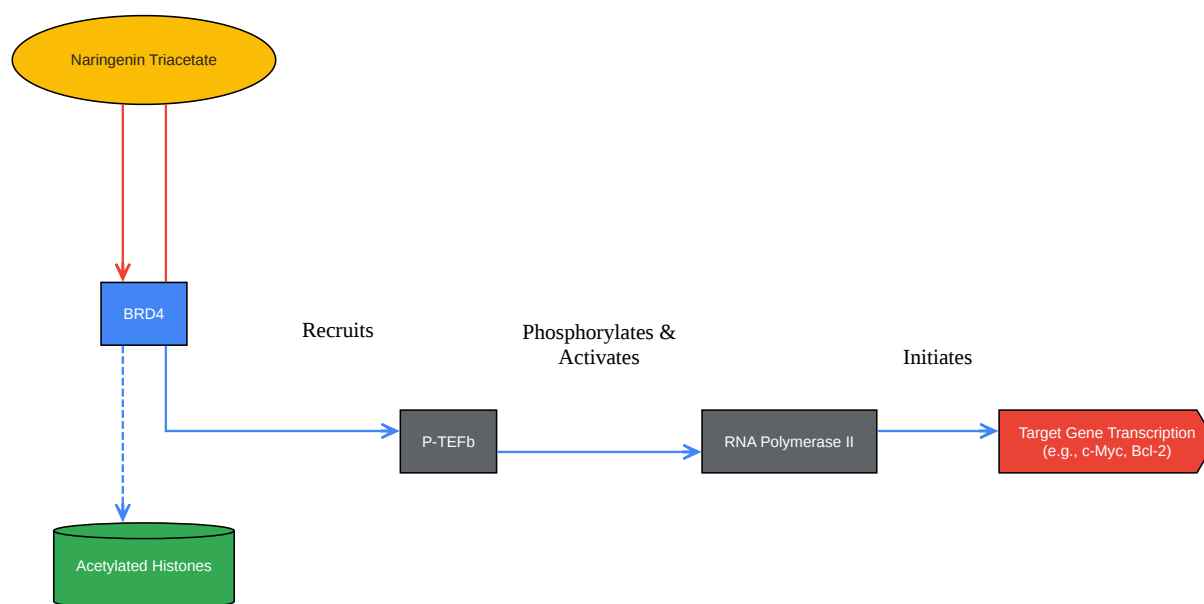 Naringenin Triacetate
BRD4
Recruits
Phosphorylates &
Activates
Initiates
P-TEFb
RNA Polymerase II
Target Gene Transcription
(e.g., c-Myc, Bcl-2)
Acetylated Histones